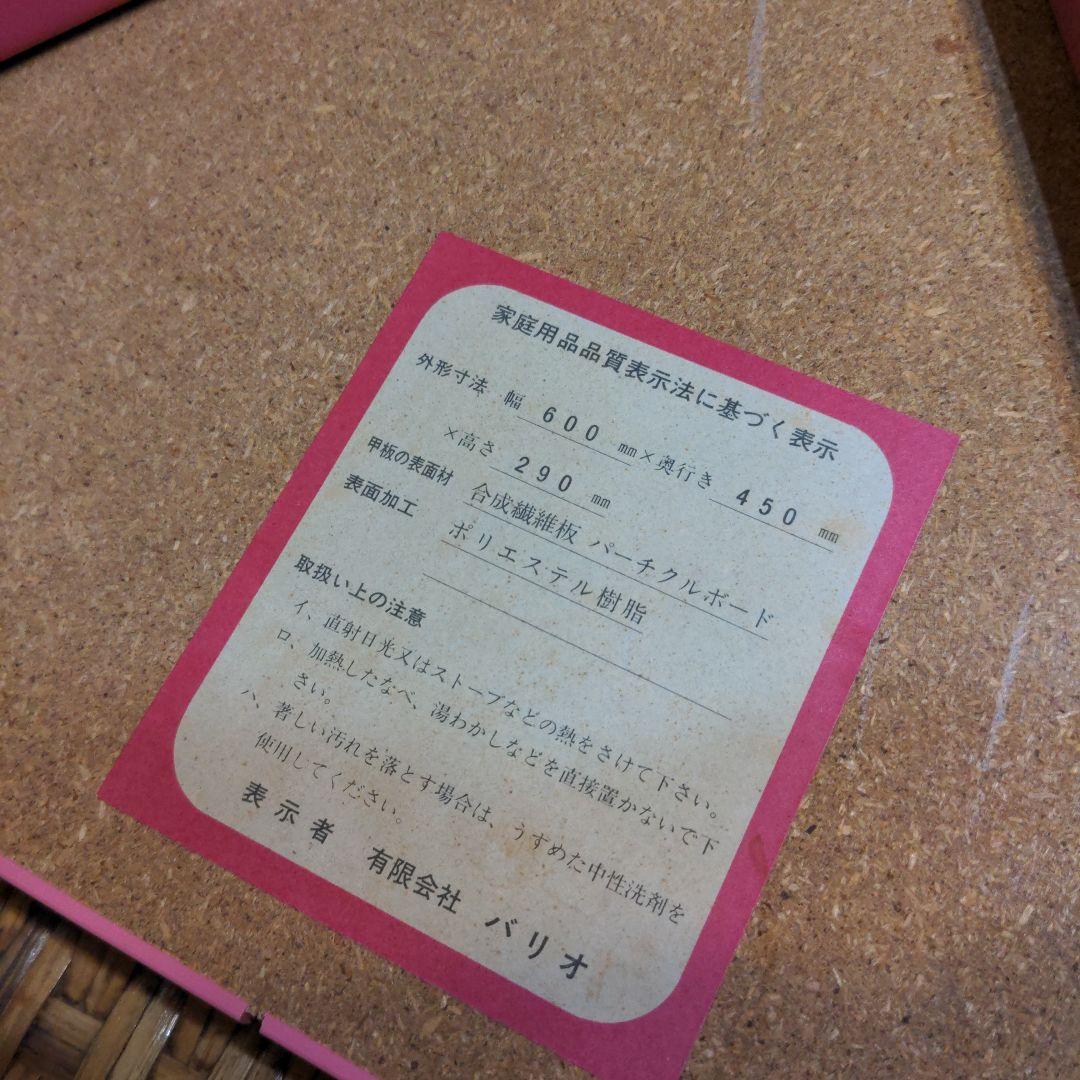 家庭用品品質表示法に基づく表示
外形寸法 幅 600 mm×奥行き 450 mm
×高さ 290 mm
甲板の表面材 合成繊維板 パーチクルボード
表面加工 ポリエステル樹脂
取扱い上の注意
イ、直射日光又はストーブなどの熱をさけて下さい。
ロ、加熱したなべ、湯わかしなどを直接置かないで下
さい。
ハ、著しい汚れを落とす場合は、うすめた中性洗剤を
使用してください。
表示者 有限会社 バリオ